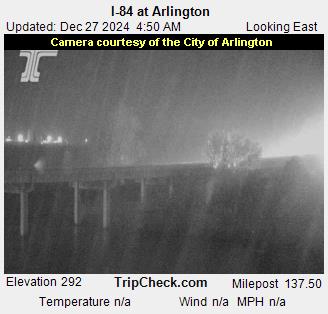 I-84 at Arlington
Updated: Dec 27 2024 4:50 AM Looking East
Camera courtesy of the City of Arlington
Elevation 292 TripCheck.com Milepost 137.50
Temperature n/a Wind n/a MPH n/a